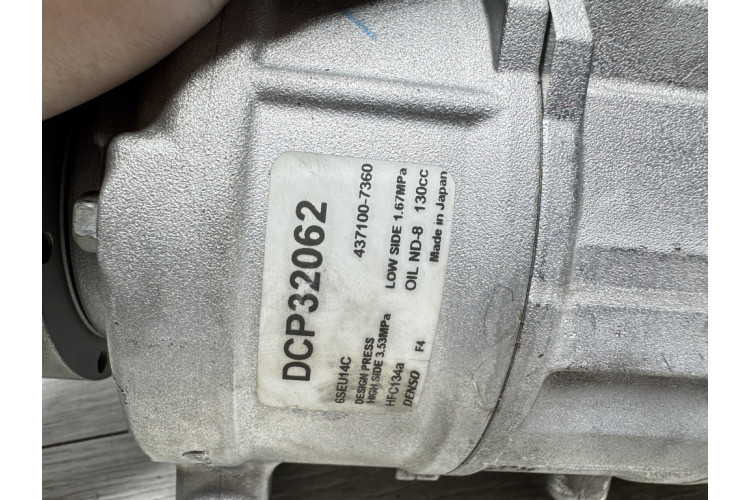 DCP32062
6SEU14C 437100-7360
DESIGN PRESS
HIGH SIDE 3.53MPa LOW SIDE 1.67MPa
HFC134a OIL ND-8 130CC
DENSO F4 Made in Japan